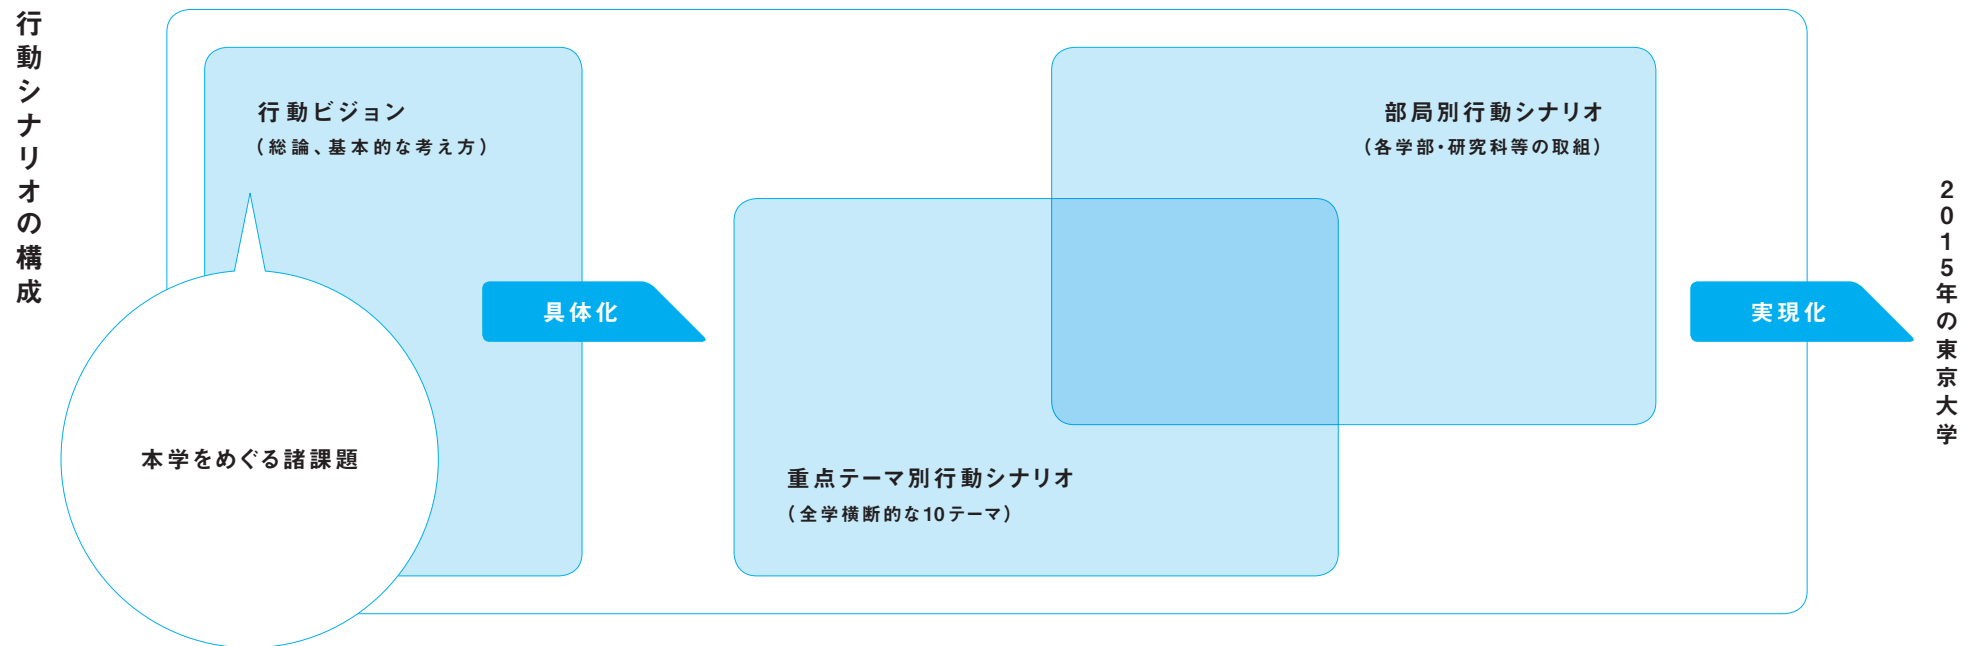 行動シナリオの構成
行動ビジョン
（総論、基本的な考え方）
部局別行動シナリオ
（各学部・研究科等の取組）
具体化
実現化
本学をめぐる諸課題
重点テーマ別行動シナリオ
（全学横断的な10テーマ）
2015年の東京大学